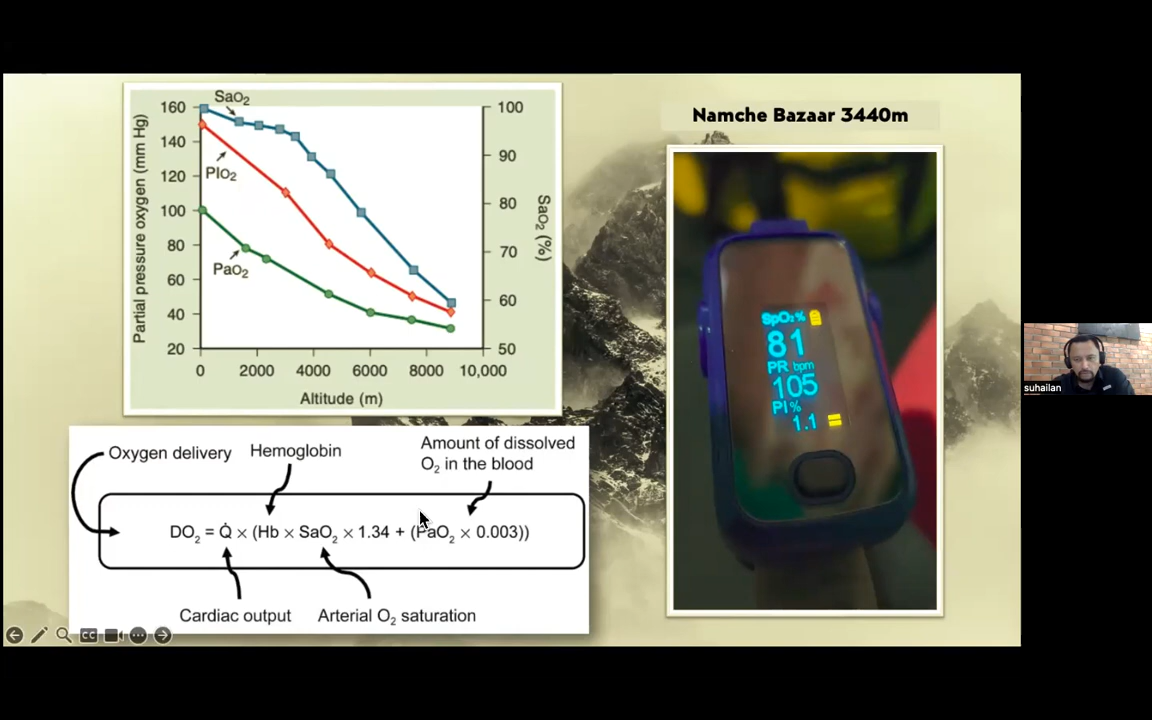 SaO2
PIO2
PaO2
Partial pressure oxygen (mm Hg)
160
140
120
100
80
60
40
20
100
90
80
70
60
50
SaO2 (%)
0 2000 4000 6000 8000 10,000
Altitude (m)
Oxygen delivery
Hemoglobin
Amount of dissolved
O2 in the blood
DO2 = Q̇ × (Hb × SaO2 × 1.34 + (PaO2 × 0.003))
Cardiac output
Arterial O2 saturation
CC
Namche Bazaar 3440m
SpO2%
81
PR bpm
105
PI%
1.1
suhailan